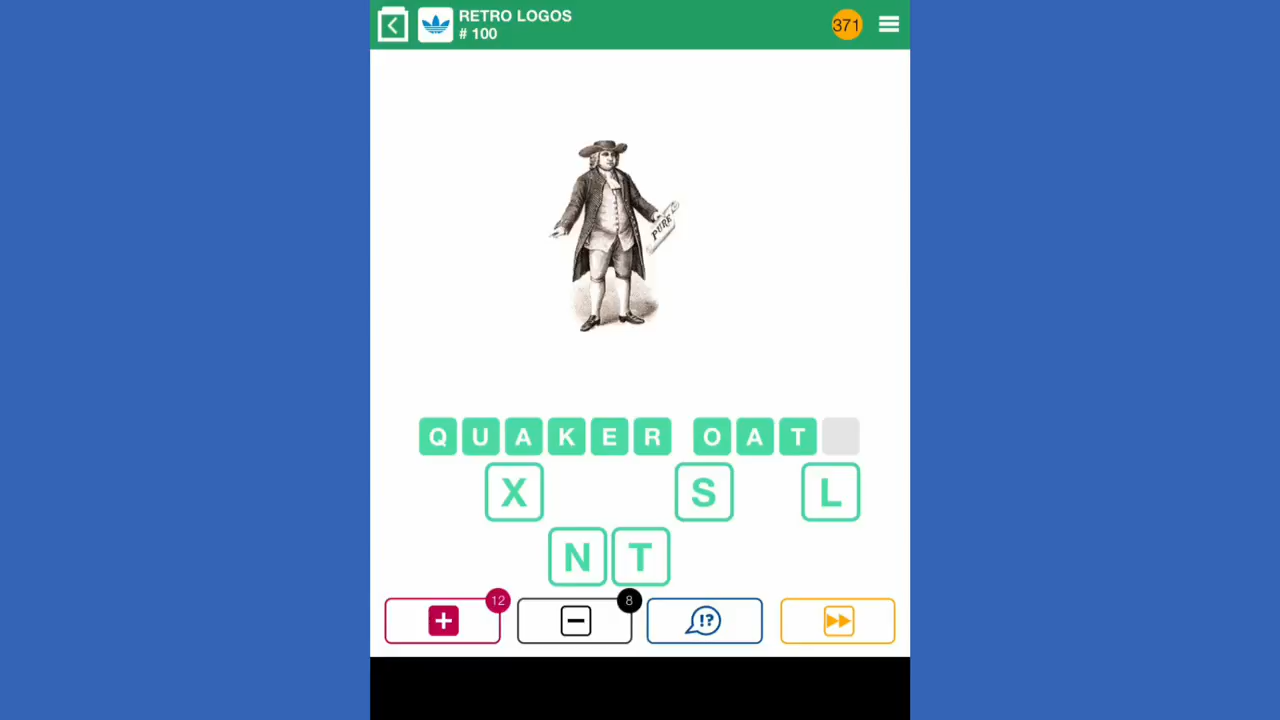 RETRO LOGOS
# 100
371
PURE
QUAKER OAT
X S L
N T
12 8 !?